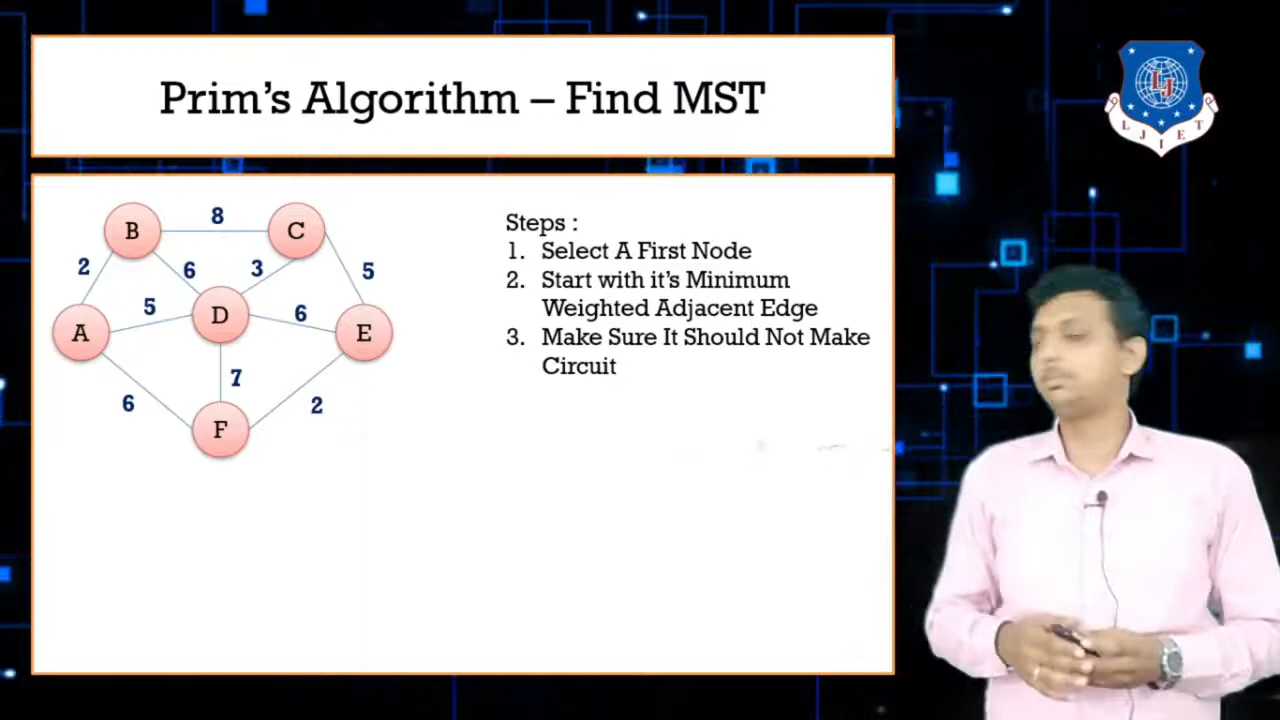 Prim's Algorithm – Find MST
L J I E T
LJ
B
8
C
2
6
3
5
5
D
6
A
E
7
6
2
F
Steps :
1. Select A First Node
2. Start with it's Minimum
Weighted Adjacent Edge
3. Make Sure It Should Not Make
Circuit